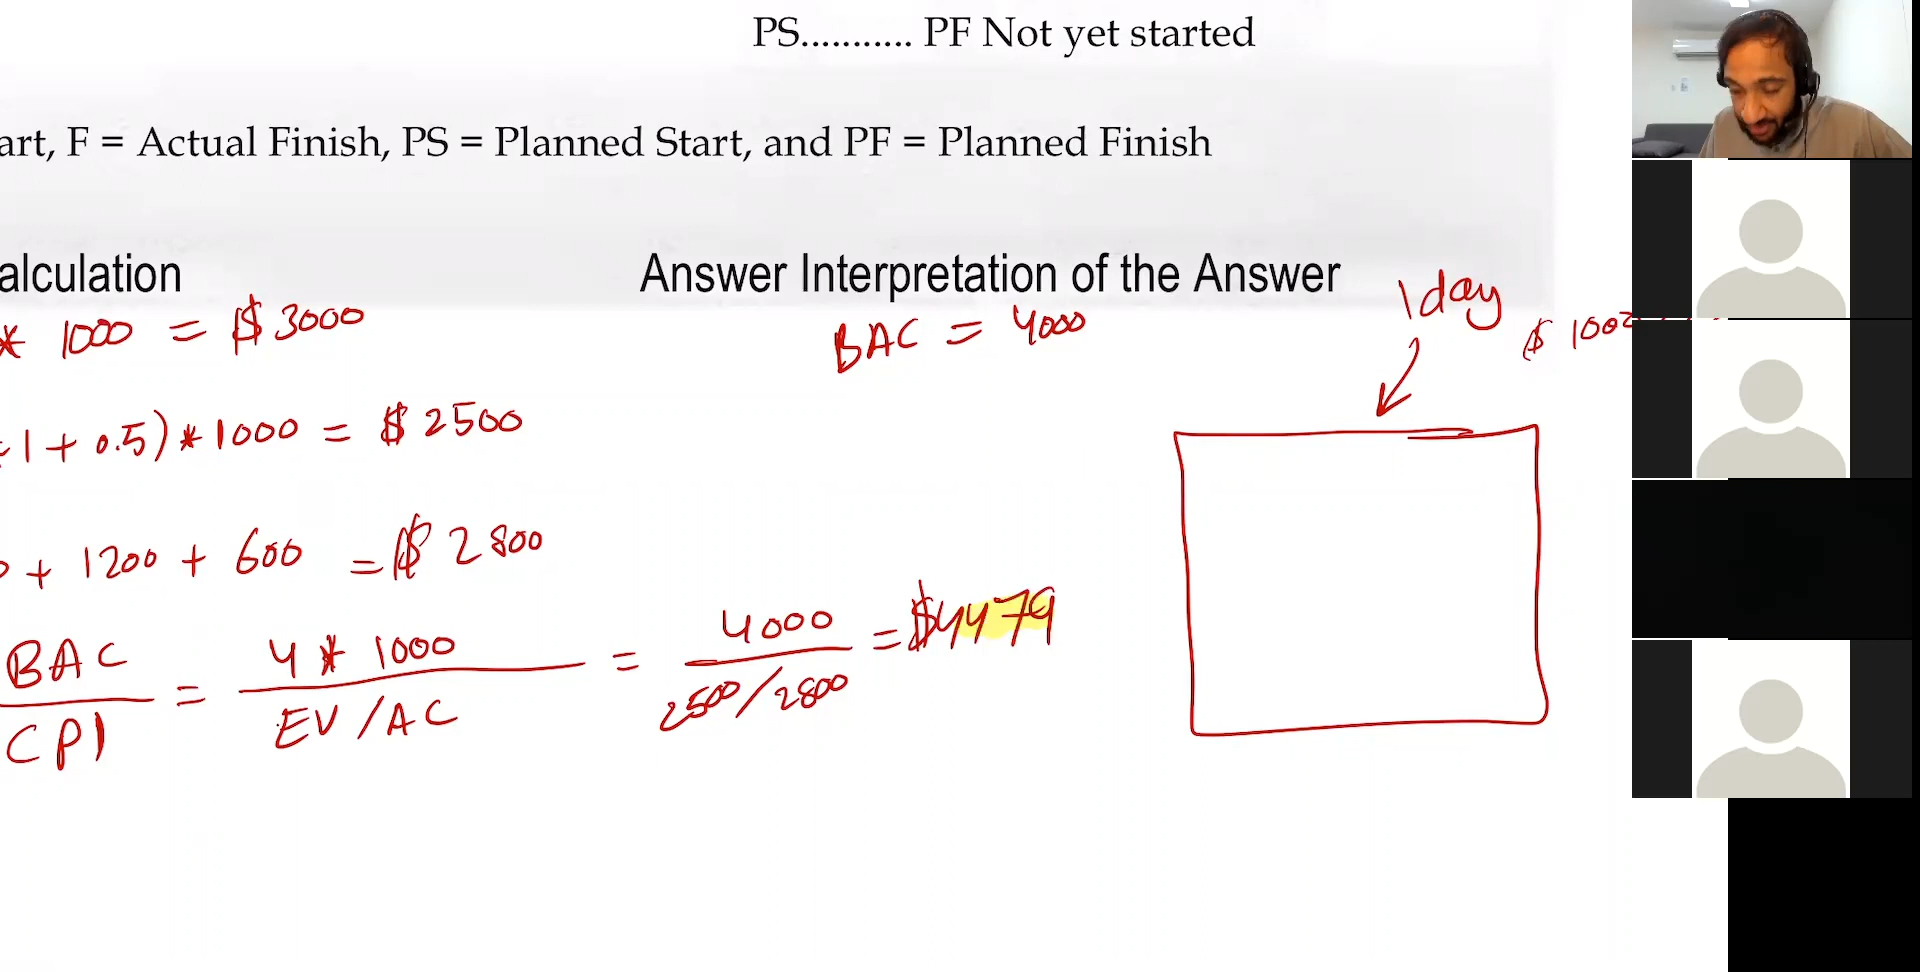 PS........... PF Not yet started
art, F = Actual Finish, PS = Planned Start, and PF = Planned Finish
alculation
Answer Interpretation of the Answer
* 1000 = $ 3000
BAC = 4000
1 day
$ 100
1 + 0.5) * 1000 = $ 2500
+ 1200 + 600 = $ 2800
BAC / CPI = 4 * 1000 / EV/AC = 4000 / 2500/2800 = $4479